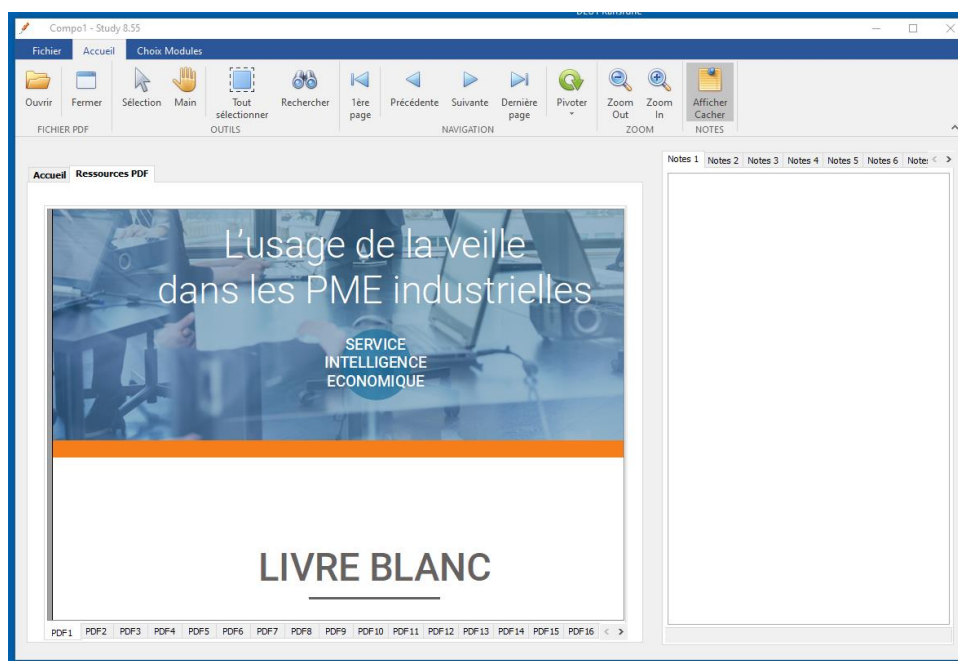 Compo1 - Study 8.55
Fichier Accueil Choix Modules
Ouvrir Fermer Sélection Main Tout sélectionner Rechercher 1ère page Précédente Suivante Dernière page Pivoter Zoom Out Zoom In Afficher Cacher
FICHIER PDF OUTILS NAVIGATION ZOOM NOTES
Accueil Ressources PDF
Notes 1 Notes 2 Notes 3 Notes 4 Notes 5 Notes 6
L'usage de la veille
dans les PME industrielles
SERVICE
INTELLIGENCE
ECONOMIQUE
LIVRE BLANC
PDF1 PDF2 PDF3 PDF4 PDF5 PDF6 PDF7 PDF8 PDF9 PDF10 PDF11 PDF12 PDF13 PDF14 PDF15 PDF16